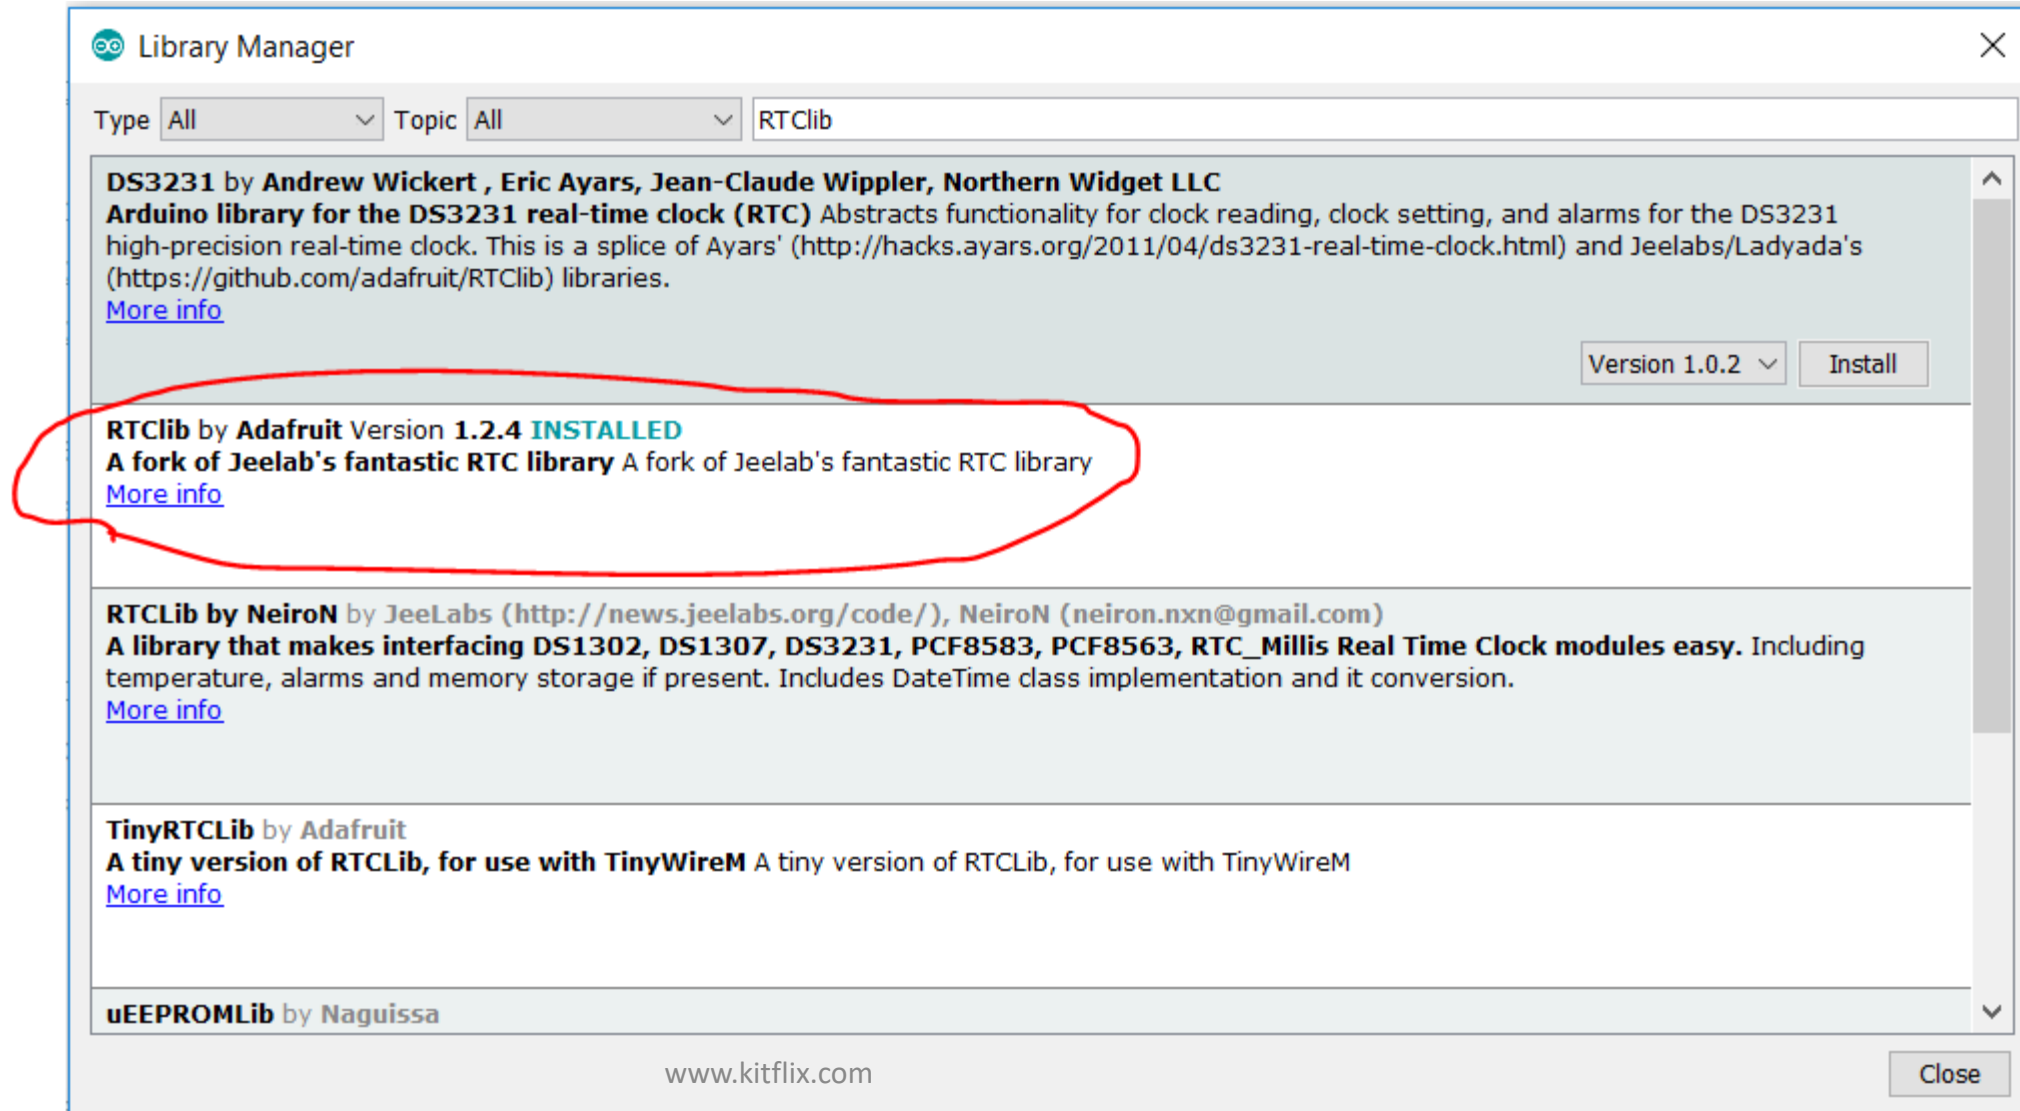 Library Manager
Type All Topic All RTClib
DS3231 by Andrew Wickert , Eric Ayars, Jean-Claude Wippler, Northern Widget LLC
Arduino library for the DS3231 real-time clock (RTC) Abstracts functionality for clock reading, clock setting, and alarms for the DS3231
high-precision real-time clock. This is a splice of Ayars' (http://hacks.ayars.org/2011/04/ds3231-real-time-clock.html) and Jeelabs/Ladyada's
(https://github.com/adafruit/RTClib) libraries.
More info
Version 1.0.2 Install
RTClib by Adafruit Version 1.2.4 INSTALLED
A fork of Jeelab's fantastic RTC library A fork of Jeelab's fantastic RTC library
More info
RTCLib by NeiroN by JeeLabs (http://news.jeelabs.org/code/), NeiroN (neiron.nxn@gmail.com)
A library that makes interfacing DS1302, DS1307, DS3231, PCF8583, PCF8563, RTC_Millis Real Time Clock modules easy. Including
temperature, alarms and memory storage if present. Includes DateTime class implementation and it conversion.
More info
TinyRTCLib by Adafruit
A tiny version of RTCLib, for use with TinyWireM A tiny version of RTCLib, for use with TinyWireM
More info
uEEPROMLib by Naguissa
www.kitflix.com
Close